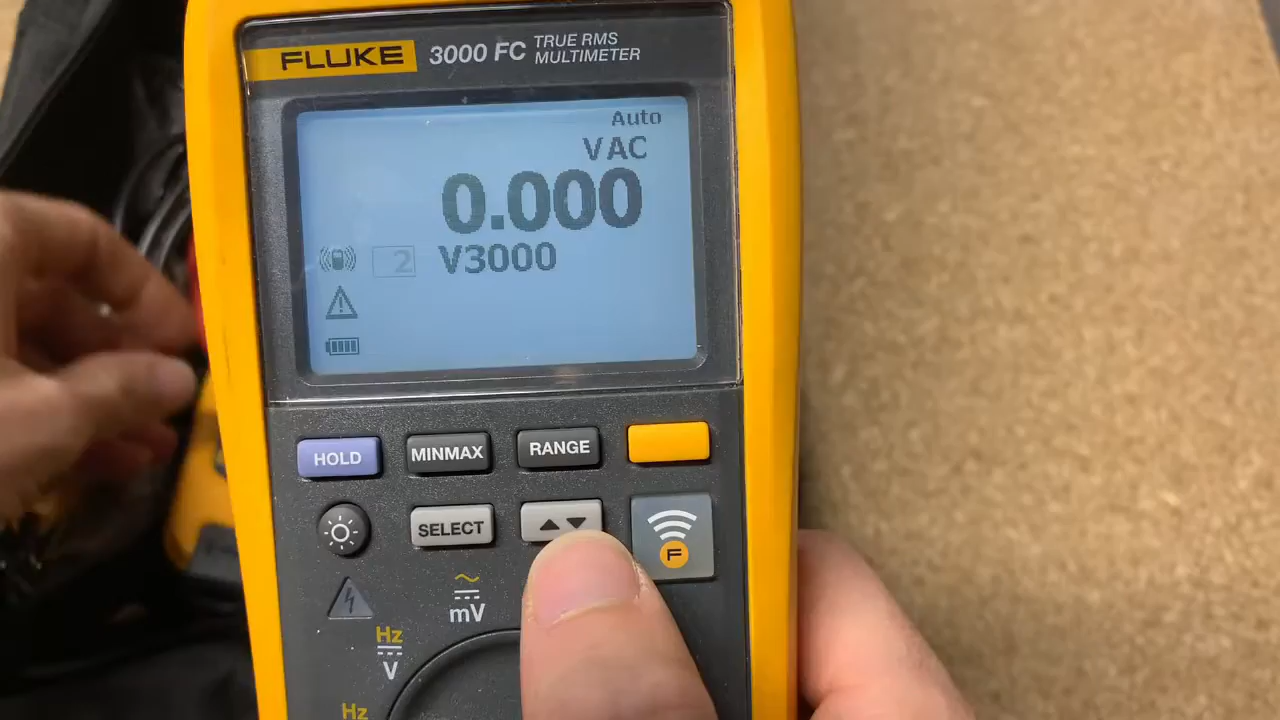 FLUKE 3000 FC TRUE RMS
MULTIMETER
Auto
VAC
0.000
2 V3000
HOLD MINMAX RANGE
SELECT
F
mV
Hz
V
Hz